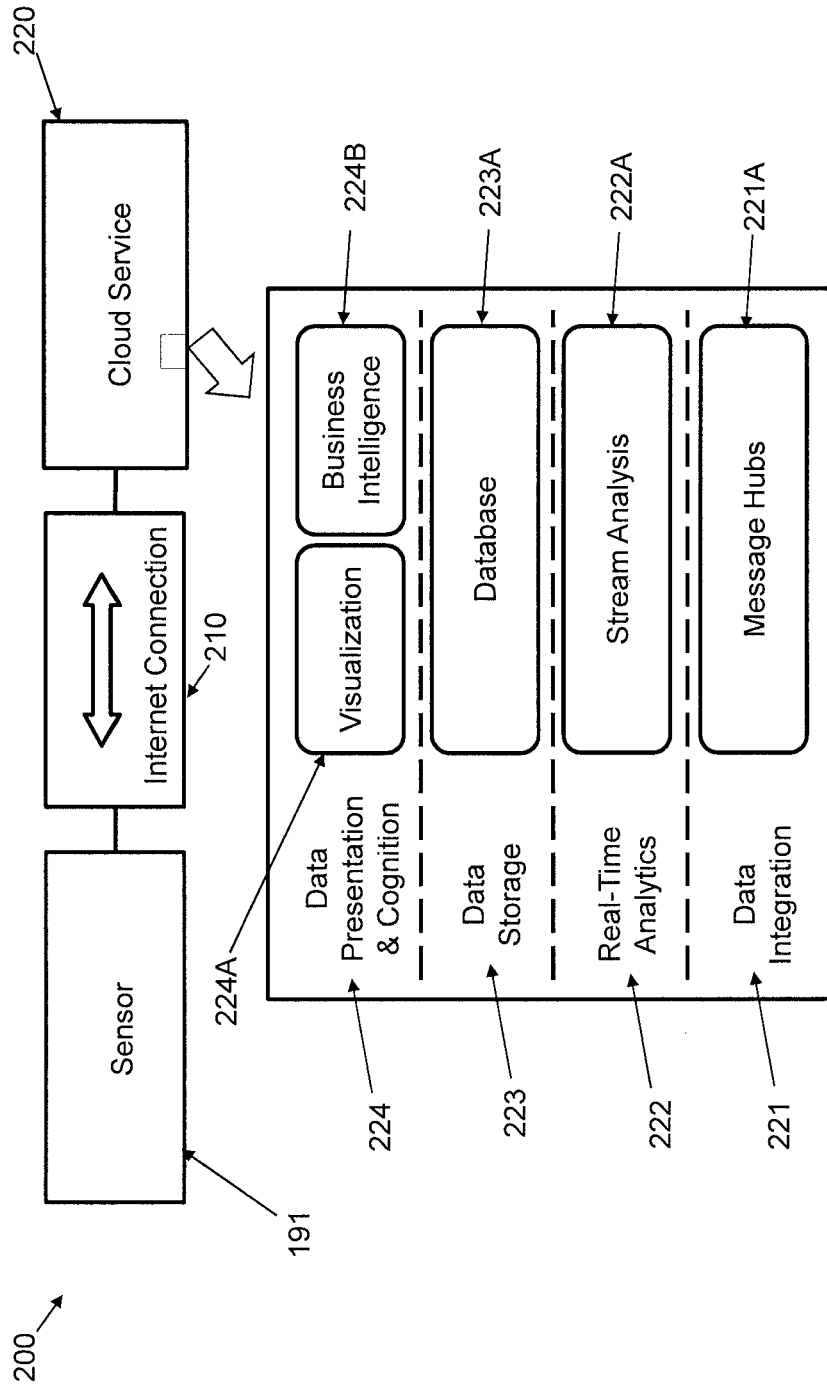 200
Sensor
191
Internet Connection
210
Cloud Service
220
224A
224
Data
Presentation
& Cognition
Visualization
Business
Intelligence
224B
223
Data
Storage
Database
223A
222
Real-Time
Analytics
Stream Analysis
222A
221
Data
Integration
Message Hubs
221A